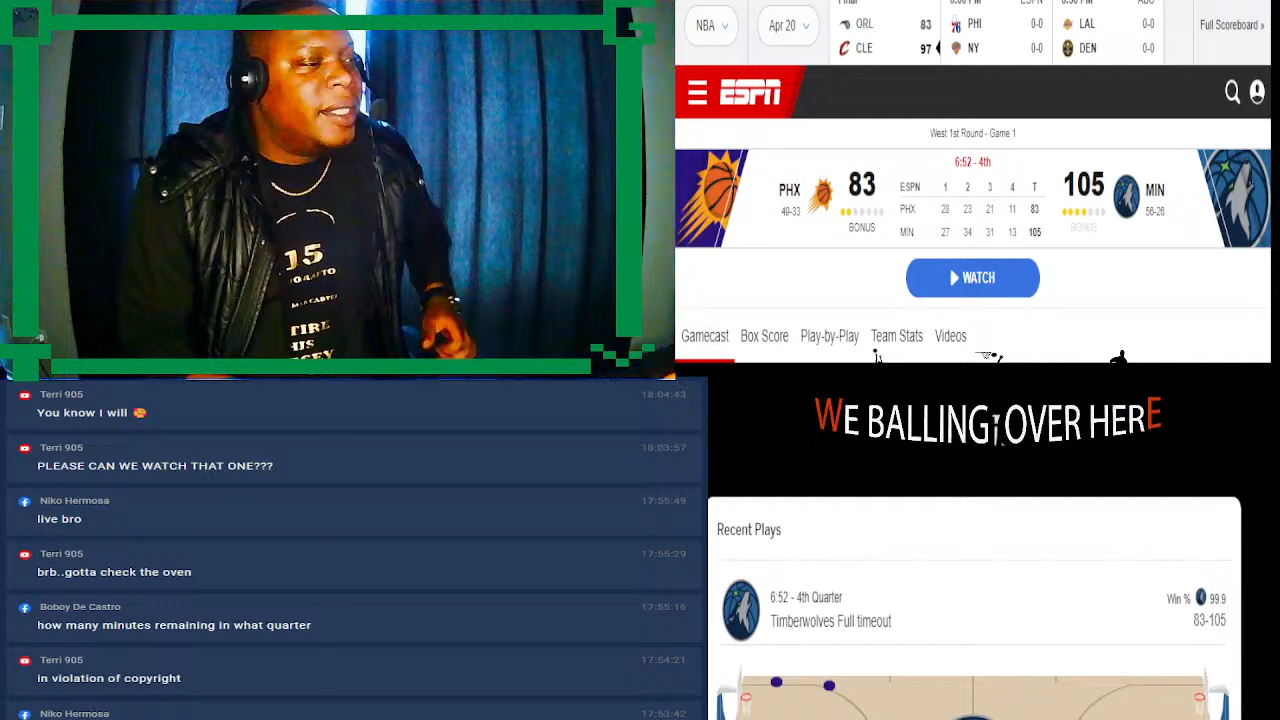 15
NBA
Apr 20
ORL 83
CLE 97
PHI 0-0
NY 0-0
LAL 0-0
DEN 0-0
Full Scoreboard »
ESPN
West 1st Round - Game 1
6:52 - 4th
PHX
49-33
83
BONUS
ESPN 1 2 3 4 T
PHX 28 23 21 11 83
MIN 27 34 31 13 105
105
BONUS
MIN
56-26
WATCH
Gamecast Box Score Play-by-Play Team Stats Videos
WE BALLING OVER HERE
Recent Plays
6:52 - 4th Quarter
Timberwolves Full timeout
Win % 99.9
83-105
Terri 905 18:04:43
You know I will
Terri 905 18:03:57
PLEASE CAN WE WATCH THAT ONE???
Niko Hermosa 17:55:49
live bro
Terri 905 17:55:29
brb..gotta check the oven
Boboy De Castro 17:55:16
how many minutes remaining in what quarter
Terri 905 17:54:21
in violation of copyright
Niko Hermosa 17:53:42